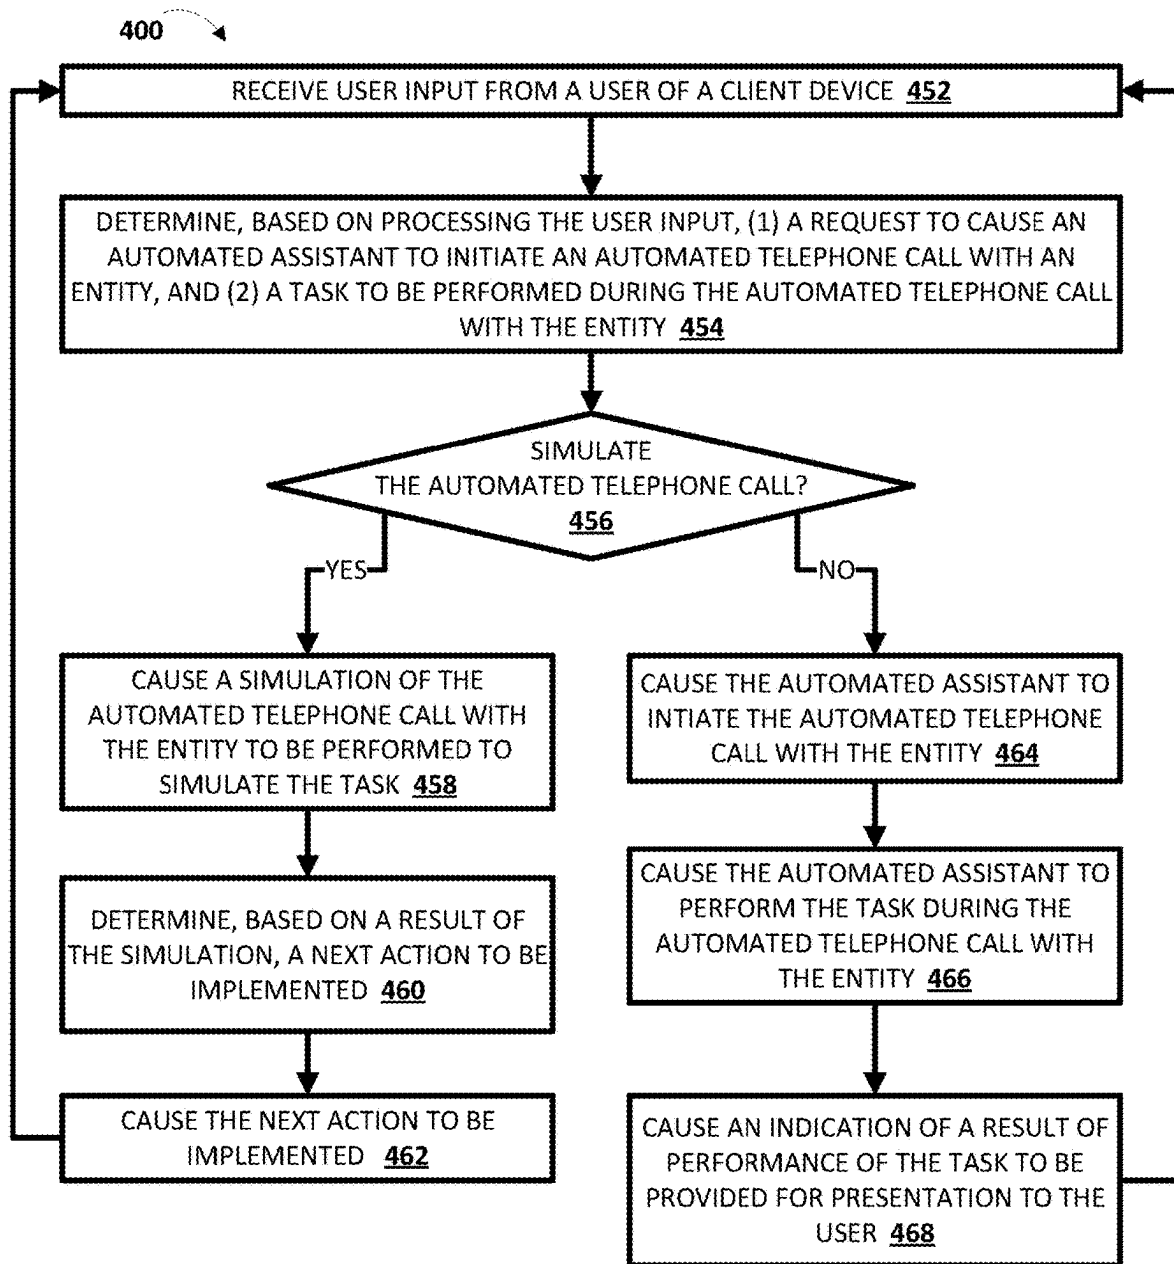 400
RECEIVE USER INPUT FROM A USER OF A CLIENT DEVICE 452
DETERMINE, BASED ON PROCESSING THE USER INPUT, (1) A REQUEST TO CAUSE AN
AUTOMATED ASSISTANT TO INITIATE AN AUTOMATED TELEPHONE CALL WITH AN
ENTITY, AND (2) A TASK TO BE PERFORMED DURING THE AUTOMATED TELEPHONE CALL
WITH THE ENTITY 454
SIMULATE
THE AUTOMATED TELEPHONE CALL?
456
YES
NO
CAUSE A SIMULATION OF THE
AUTOMATED TELEPHONE CALL WITH
THE ENTITY TO BE PERFORMED TO
SIMULATE THE TASK 458
DETERMINE, BASED ON A RESULT OF
THE SIMULATION, A NEXT ACTION TO BE
IMPLEMENTED 460
CAUSE THE NEXT ACTION TO BE
IMPLEMENTED 462
CAUSE THE AUTOMATED ASSISTANT TO
INTIATE THE AUTOMATED TELEPHONE
CALL WITH THE ENTITY 464
CAUSE THE AUTOMATED ASSISTANT TO
PERFORM THE TASK DURING THE
AUTOMATED TELEPHONE CALL WITH
THE ENTITY 466
CAUSE AN INDICATION OF A RESULT OF
PERFORMANCE OF THE TASK TO BE
PROVIDED FOR PRESENTATION TO THE
USER 468